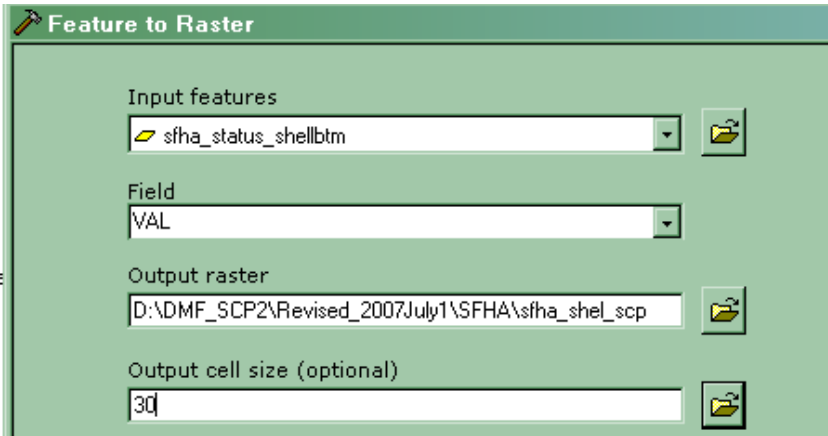 Feature to Raster
Input features
sfha_status_shellbtm
Field
VAL
Output raster
D:\DMF_SCP2\Revised_2007July1\SFHA\sfha_shel_scp
Output cell size (optional)
30